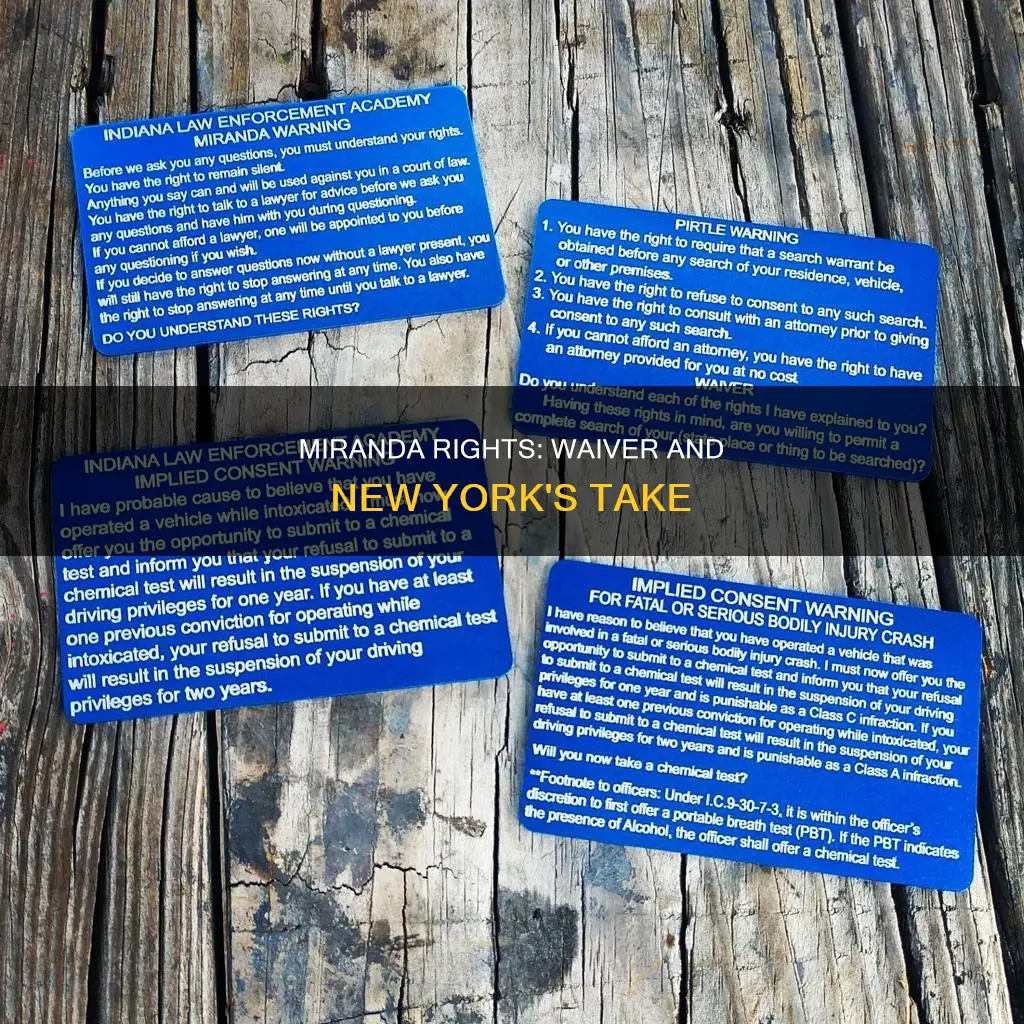 INDIANA LAW ENFORCEMENT ACADEMY
MIRANDA WARNING
Before we ask you any questions, you must understand your rights.
You have the right to remain silent.
Anything you say can and will be used against you in a court of law.
You have the right to talk to a lawyer for advice before we ask you
any questions and have him with you during questioning.
If you cannot afford a lawyer, one will be appointed to you before
any questioning if you wish.
If you decide to answer questions now without a lawyer present, you
will still have the right to stop answering at any time. You also have
the right to stop answering at any time until you talk to a lawyer.
DO YOU UNDERSTAND THESE RIGHTS?
PIRTLE WARNING
1. You have the right to require that a search warrant be
obtained before any search of your residence, vehicle,
or other premises.
2. You have the right to refuse to consent to any such search.
3. You have the right to consult with an attorney prior to giving
consent to any such search.
4. If you cannot afford an attorney, you have the right to have
an attorney provided for you at no cost.
WAIVER
Do you understand each of the rights I have explained to you?
Having these rights in mind, are you willing to permit a
complete search of your (state place or thing to be searched)?
MIRANDA RIGHTS: WAIVER AND
NEW YORK'S TAKE
INDIANA LAW ENFORCEMENT ACADEMY
IMPLIED CONSENT WARNING
I have probable cause to believe that you have
operated a vehicle while intoxicated.
offer you the opportunity to submit to a chemical
test and inform you that your refusal to submit to a
chemical test will result in the suspension of your
driving privileges for one year. If you have at least
one previous conviction for operating while
intoxicated, your refusal to submit to a chemical test
will result in the suspension of your driving
privileges for two years.
IMPLIED CONSENT WARNING
FOR FATAL OR SERIOUS BODILY INJURY CRASH
I have reason to believe that you have operated a vehicle that was
involved in a fatal or serious bodily injury crash. I must now offer you the
opportunity to submit to a chemical test and inform you that your refusal
to submit to a chemical test will result in the suspension of your driving
privileges for one year and is punishable as a Class C infraction. If you
have at least one previous conviction for operating while intoxicated, your
refusal to submit to a chemical test will result in the suspension of your
driving privileges for two years and is punishable as a Class A infraction.
Will you now take a chemical test?
**Footnote to officers: Under I.C.9-30-7-3, it is within the officer's
discretion to first offer a portable breath test (PBT). If the PBT indicates
the presence of Alcohol, the officer shall offer a chemical test.